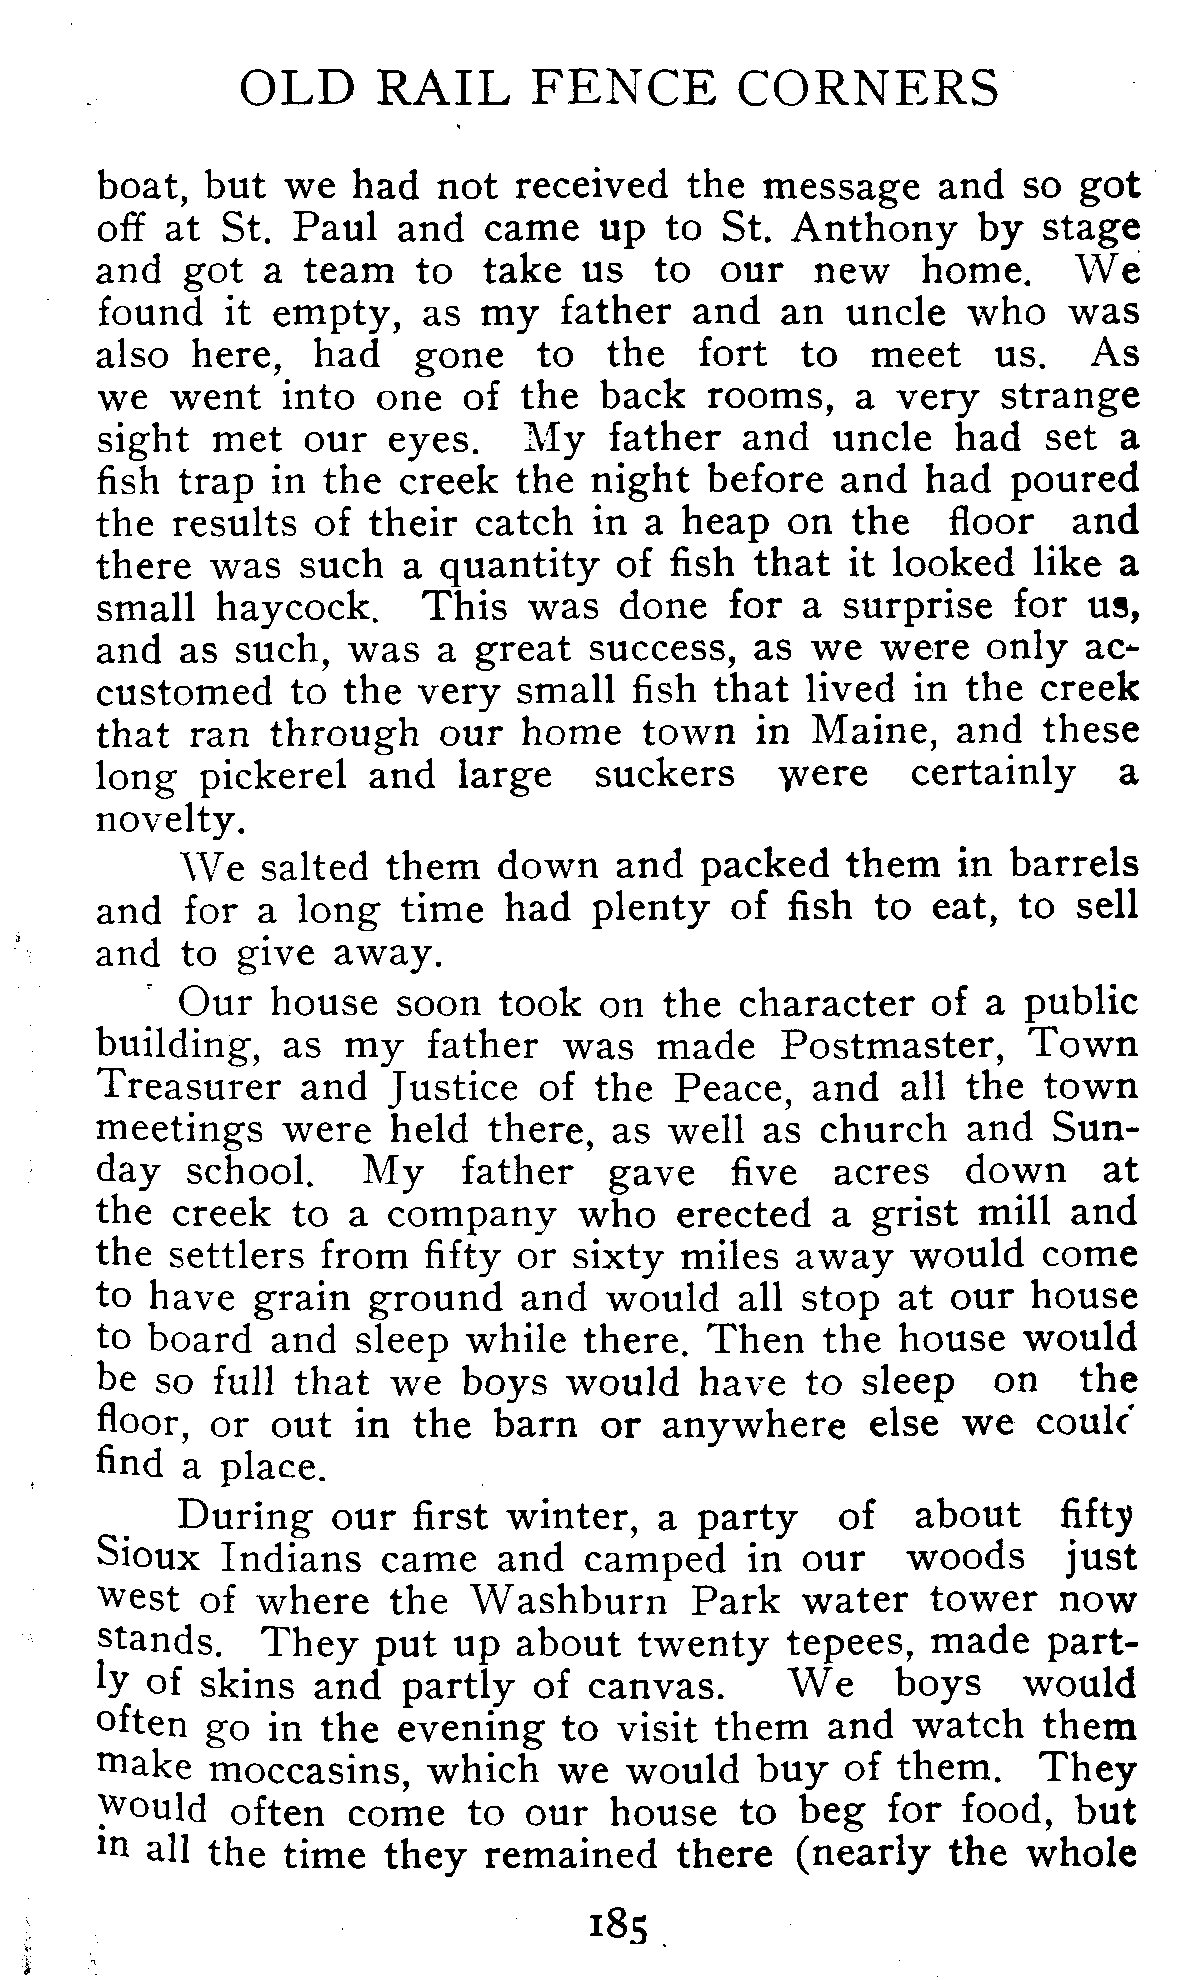 OLD RAIL FENCE CORNERS
boat, but we had not received the message and so got
off at St. Paul and came up to St. Anthony by stage
and got a team to take us to our new home. We
found it empty, as my father and an uncle who was
also here, had gone to the fort to meet us. As
we went into one of the back rooms, a very strange
sight met our eyes. My father and uncle had set a
fish trap in the creek the night before and had poured
the results of their catch in a heap on the floor and
there was such a quantity of fish that it looked like a
small haycock. This was done for a surprise for us,
and as such, was a great success, as we were only ac-
customed to the very small fish that lived in the creek
that ran through our home town in Maine, and these
long pickerel and large suckers were certainly a
novelty.
We salted them down and packed them in barrels
and for a long time had plenty of fish to eat, to sell
and to give away.
Our house soon took on the character of a public
building, as my father was made Postmaster, Town
Treasurer and Justice of the Peace, and all the town
meetings were held there, as well as church and Sun-
day school. My father gave five acres down at
the creek to a company who erected a grist mill and
the settlers from fifty or sixty miles away would come
to have grain ground and would all stop at our house
to board and sleep while there. Then the house would
be so full that we boys would have to sleep on the
floor, or out in the barn or anywhere else we could
find a place.
During our first winter, a party of about fifty
Sioux Indians came and camped in our woods just
west of where the Washburn Park water tower now
stands. They put up about twenty tepees, made part-
ly of skins and partly of canvas. We boys would
often go in the evening to visit them and watch them
make moccasins, which we would buy of them. They
would often come to our house to beg for food, but
in all the time they remained there (nearly the whole
185